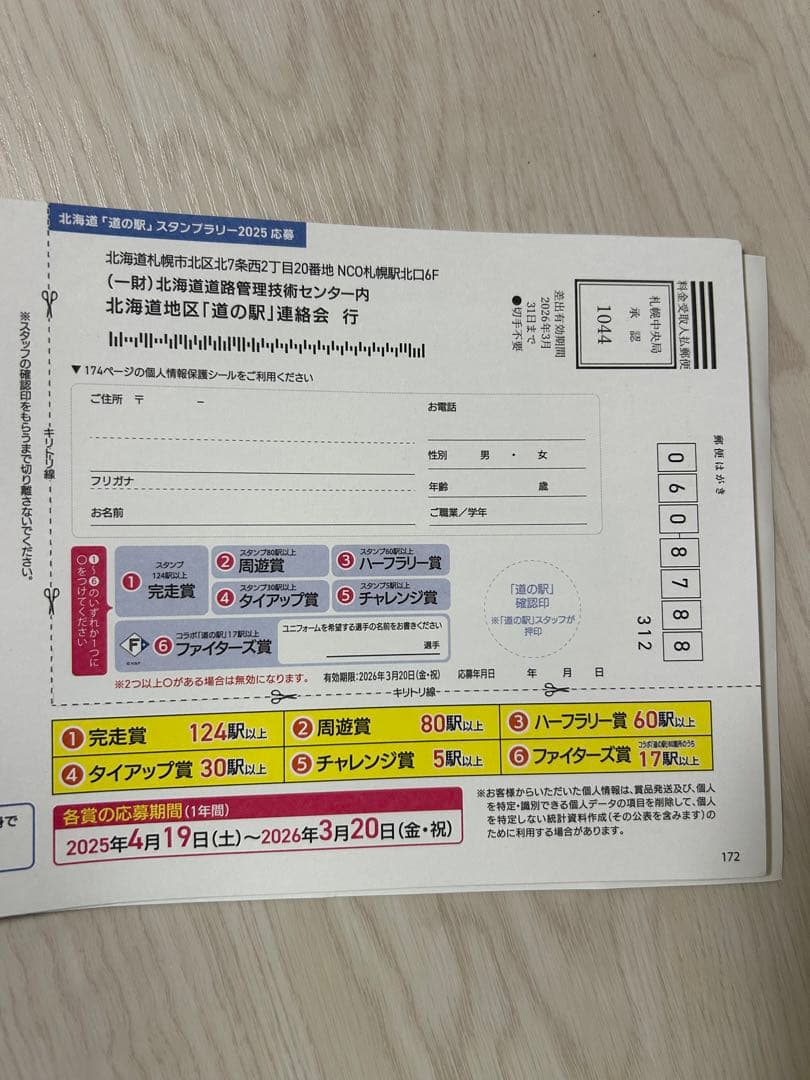 北海道「道の駅」スタンプラリー2025 応募
北海道札幌市北区北7条西2丁目20番地 NCO札幌駅北口6F
(一財)北海道道路管理技術センター内
北海道地区「道の駅」連絡会 行
料金受取人払郵便
札幌中央局
承認
1044
差出有効期間
2026年3月
31日まで
●切手不要
郵便はがき
0608788
312
▼174ページの個人情報保護シールをご利用ください
ご住所 〒 −
お電話
性別 男 ・ 女
フリガナ
年齢 歳
お名前
ご職業/学年
❶〜❻のいずれか1つに
○をつけてください
❶ スタンプ
124駅以上
完走賞
❷ スタンプ80駅以上
周遊賞
❸ スタンプ60駅以上
ハーフラリー賞
❹ スタンプ30駅以上
タイアップ賞
❺ スタンプ5駅以上
チャレンジ賞
F
❻ コラボ「道の駅」17駅以上
ファイターズ賞
ユニフォームを希望する選手の名前をお書きください
選手
「道の駅」
確認印
※「道の駅」スタッフが
押印
※2つ以上○がある場合は無効になります。
有効期限:2026年3月20日(金・祝)
応募年月日 年 月 日
キリトリ線
キリトリ線
※スタッフの確認印をもらうまで切り離さないでください。
❶ 完走賞 124駅以上
❷ 周遊賞 80駅以上
❸ ハーフラリー賞 60駅以上
❹ タイアップ賞 30駅以上
❺ チャレンジ賞 5駅以上
❻ ファイターズ賞 17駅以上
各賞の応募期間(1年間)
2025年4月19日(土)〜2026年3月20日(金・祝)
※お客様からいただいた個人情報は、賞品発送及び、個人
を特定・識別できる個人データの項目を削除して、個人
を特定しない統計資料作成(その公表を含みます)の
ために利用する場合があります。
172